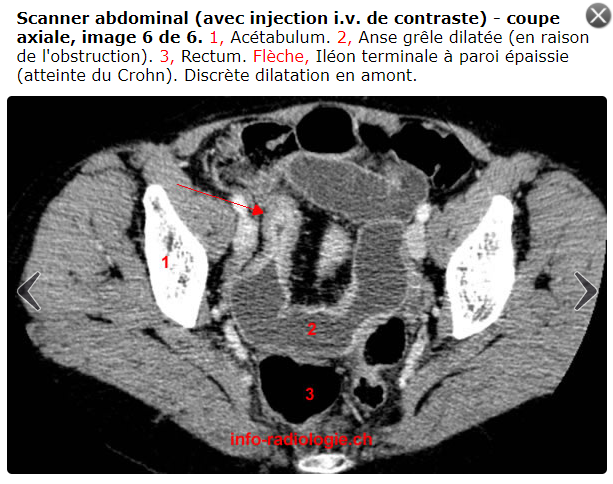 Scanner abdominal (avec injection i.v. de contraste) - coupe
axiale, image 6 de 6. 1, Acétabulum. 2, Anse grêle dilatée (en raison
de l'obstruction). 3, Rectum. Flèche, Iléon terminale à paroi épaissie
(atteinte du Crohn). Discrète dilatation en amont.
1
2
3
info-radiologie.ch